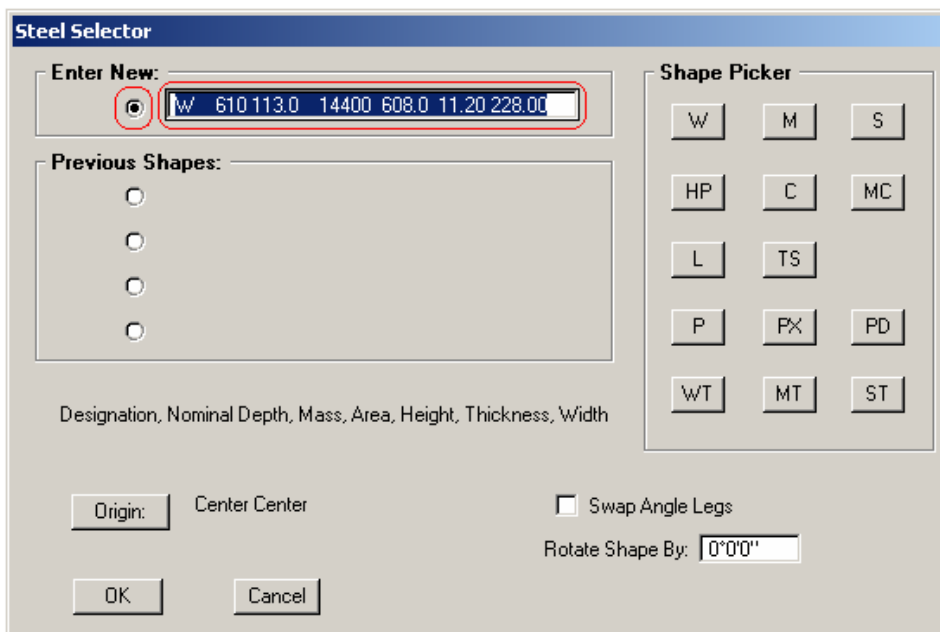 Steel Selector
Enter New:
W 610 113.0 14400 608.0 11.20 228.00
Previous Shapes:
Designation, Nominal Depth, Mass, Area, Height, Thickness, Width
Origin: Center Center
OK Cancel
Shape Picker
W M S
HP C MC
L TS
P PX PD
WT MT ST
Swap Angle Legs
Rotate Shape By: 0°0'0"